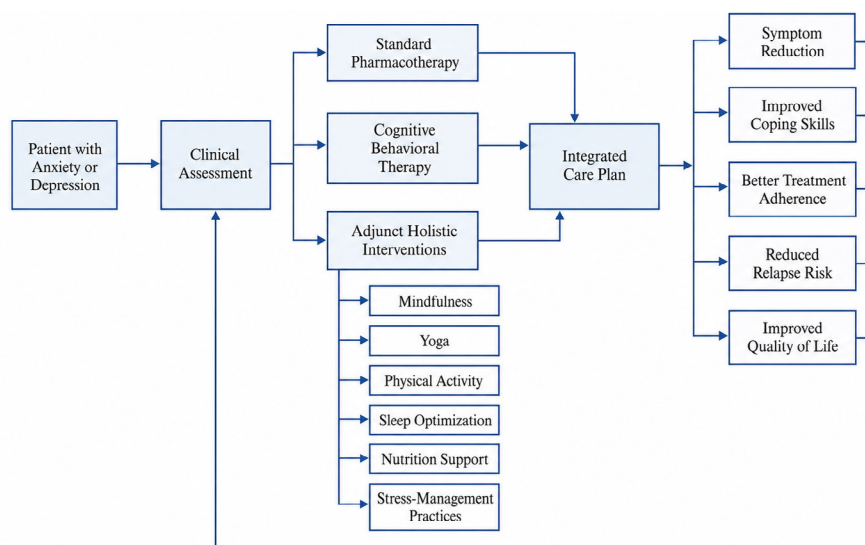 Patient with
Anxiety or
Depression
Clinical
Assessment
Standard
Pharmacotherapy
Cognitive
Behavioral
Therapy
Adjunct Holistic
Interventions
Mindfulness
Yoga
Physical Activity
Sleep Optimization
Nutrition Support
Stress-Management
Practices
Integrated
Care Plan
Symptom
Reduction
Improved
Coping Skills
Better Treatment
Adherence
Reduced
Relapse Risk
Improved
Quality of Life